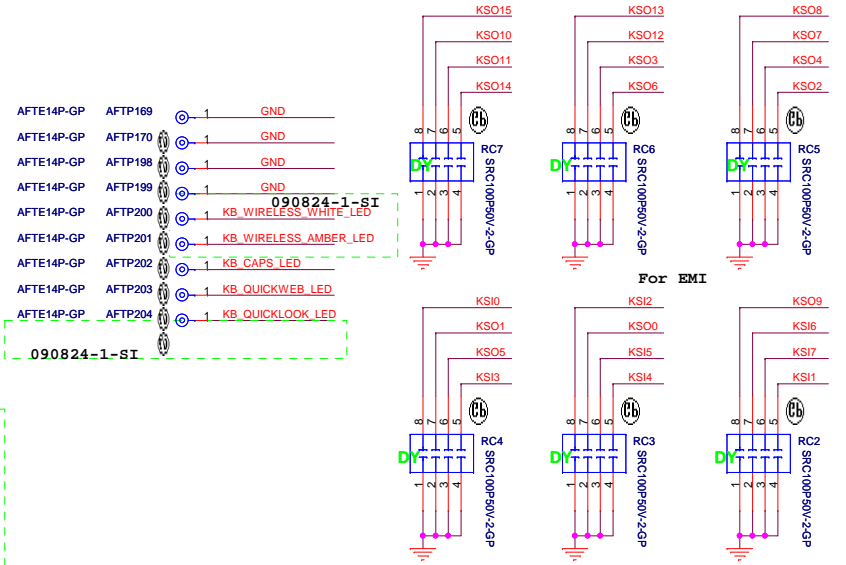 AFTE14P-GP AFTP169 1 GND
AFTE14P-GP AFTP170 1 GND
AFTE14P-GP AFTP198 1 GND
AFTE14P-GP AFTP199 1 GND
090824-1-SI
AFTE14P-GP AFTP200 1 KB_WIRELESS_WHITE_LED
AFTE14P-GP AFTP201 1 KB_WIRELESS_AMBER_LED
AFTE14P-GP AFTP202 1 KB_CAPS_LED
AFTE14P-GP AFTP203 1 KB_QUICKWEB_LED
AFTE14P-GP AFTP204 1 KB_QUICKLOOK_LED
090824-1-SI
KSO15
KSO10
KSO11
KSO14
8 7 6 5
DY
RC7
SRC100P50V-2-GP
1 2 3 4
KSO13
KSO12
KSO3
KSO6
8 7 6 5
DY
RC6
SRC100P50V-2-GP
1 2 3 4
KSO8
KSO7
KSO4
KSO2
8 7 6 5
DY
RC5
SRC100P50V-2-GP
1 2 3 4
For EMI
KSI0
KSO1
KSO5
KSI3
8 7 6 5
DY
RC4
SRC100P50V-2-GP
1 2 3 4
KSI2
KSO0
KSI5
KSI4
8 7 6 5
DY
RC3
SRC100P50V-2-GP
1 2 3 4
KSO9
KSI6
KSI7
KSI1
8 7 6 5
DY
RC2
SRC100P50V-2-GP
1 2 3 4